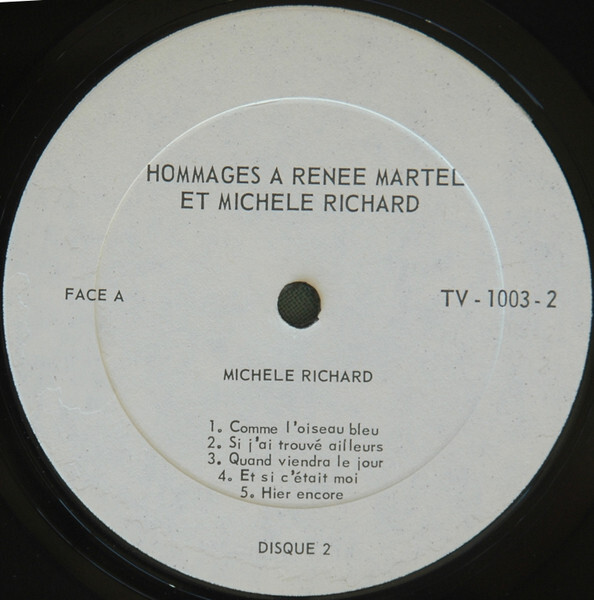 HOMMAGES A RENEE MARTEL
ET MICHELE RICHARD
FACE A
TV - 1003 - 2
MICHELE RICHARD
1. Comme l'oiseau bleu
2. Si j'ai trouvé ailleurs
3. Quand viendra le jour
4. Et si c'était moi
5. Hier encore
DISQUE 2